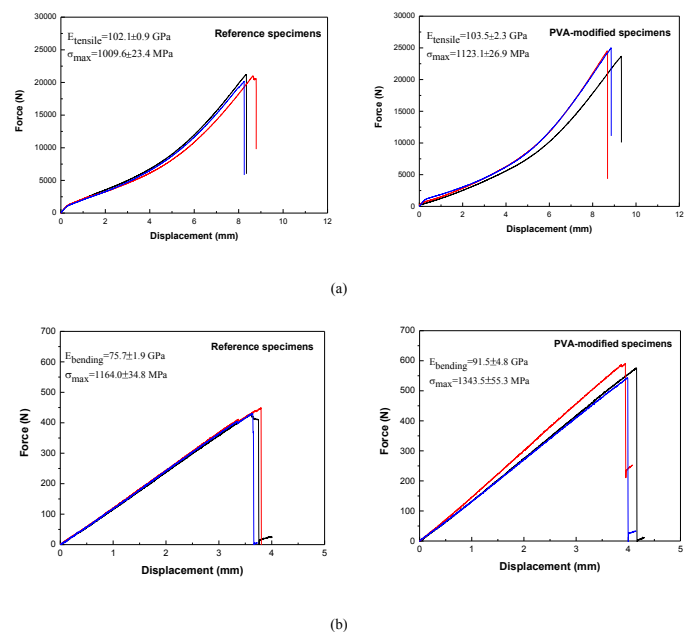 Reference specimens
E_tensile=102.1±0.9 GPa
σ_max=1009.6±23.4 MPa
Force (N)
30000
25000
20000
15000
10000
5000
0
0 2 4 6 8 10 12
Displacement (mm)
PVA-modified specimens
E_tensile=103.5±2.3 GPa
σ_max=1123.1±26.9 MPa
Force (N)
30000
25000
20000
15000
10000
5000
0
0 2 4 6 8 10 12
Displacement (mm)
(a)
Reference specimens
E_bending=75.7±1.9 GPa
σ_max=1164.0±34.8 MPa
Force (N)
700
600
500
400
300
200
100
0
0 1 2 3 4 5
Displacement (mm)
PVA-modified specimens
E_bending=91.5±4.8 GPa
σ_max=1343.5±55.3 MPa
Force (N)
700
600
500
400
300
200
100
0
0 1 2 3 4 5
Displacement (mm)
(b)